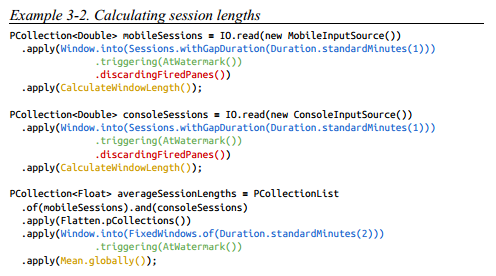 Example 3-2. Calculating session lengths
PCollection<Double> mobileSessions = IO.read(new MobileInputSource())
.apply(Window.into(Sessions.withGapDuration(Duration.standardMinutes(1)))
.triggering(AtWatermark())
.discardingFiredPanes())
.apply(CalculateWindowLength());
PCollection<Double> consoleSessions = IO.read(new ConsoleInputSource())
.apply(Window.into(Sessions.withGapDuration(Duration.standardMinutes(1)))
.triggering(AtWatermark())
.discardingFiredPanes())
.apply(CalculateWindowLength());
PCollection<Float> averageSessionLengths = PCollectionList
.of(mobileSessions).and(consoleSessions)
.apply(Flatten.pCollections())
.apply(Window.into(FixedWindows.of(Duration.standardMinutes(2)))
.triggering(AtWatermark())
.apply(Mean.globally());